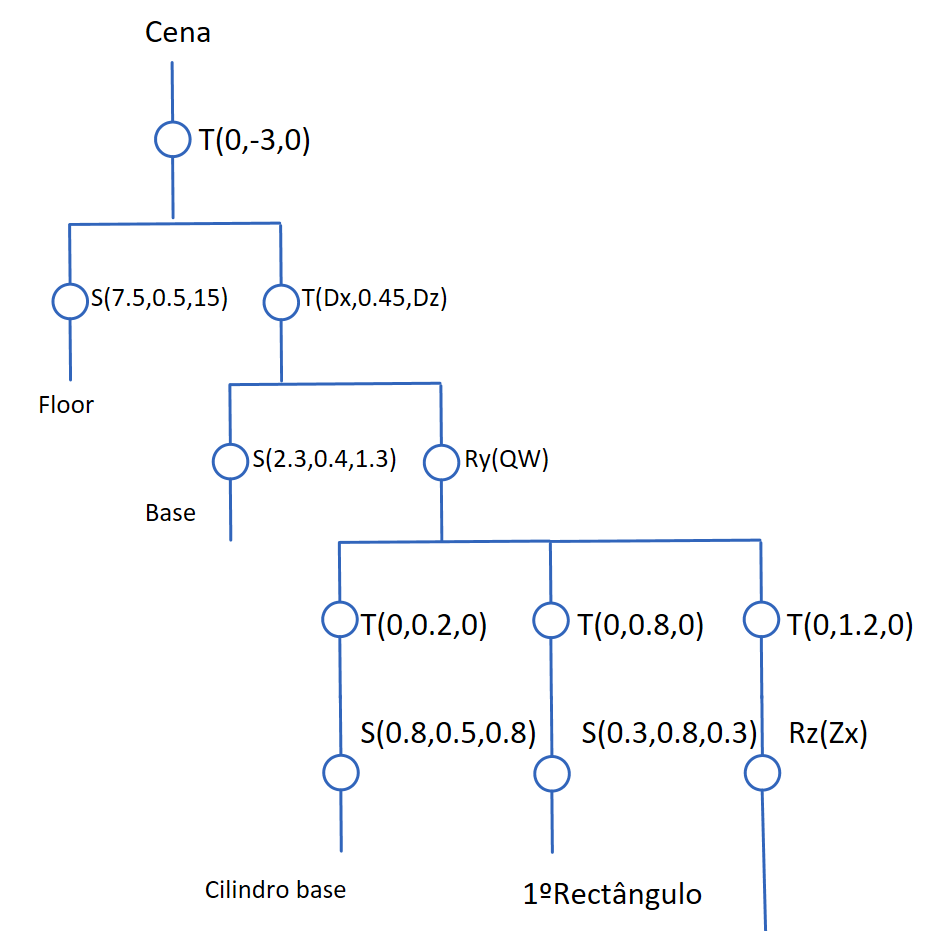 Cena
T(0,-3,0)
S(7.5,0.5,15)
T(Dx,0.45,Dz)
Floor
S(2.3,0.4,1.3)
Ry(QW)
Base
T(0,0.2,0)
T(0,0.8,0)
T(0,1.2,0)
S(0.8,0.5,0.8)
S(0.3,0.8,0.3)
Rz(Zx)
Cilindro base
1ºRectângulo